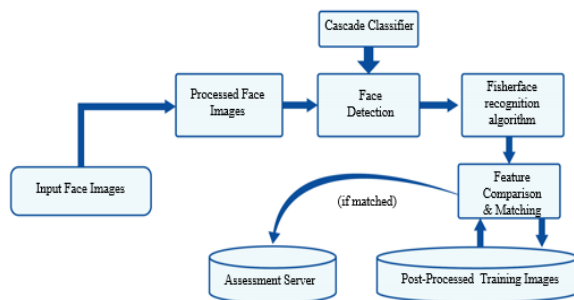 Cascade Classifier
Processed Face
Images
Face
Detection
Fisherface
recognition
algorithm
Input Face Images
Feature
Comparison
& Matching
(if matched)
Assessment Server
Post-Processed Training Images